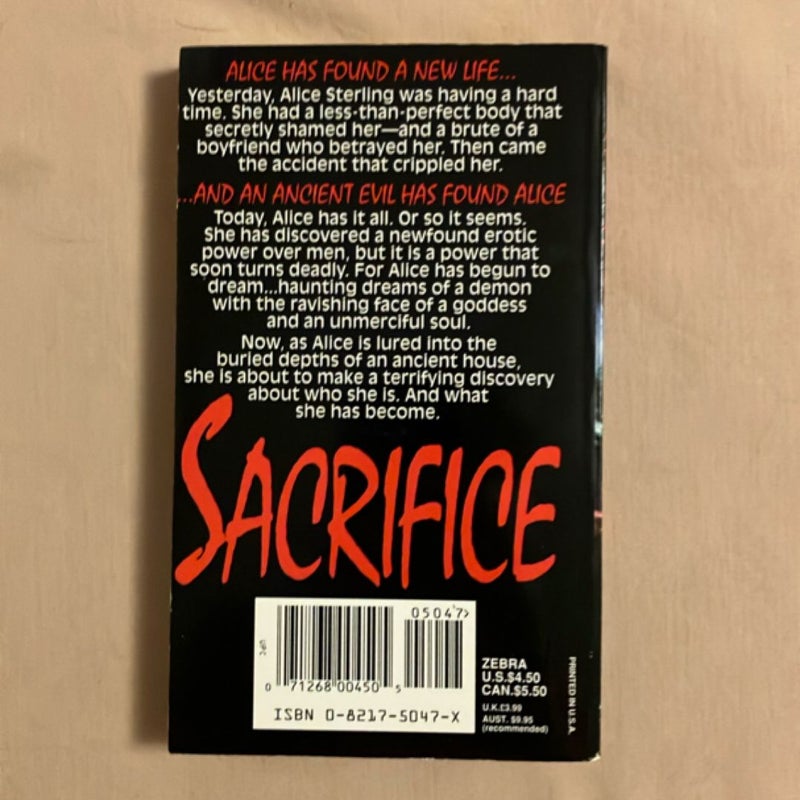 ALICE HAS FOUND A NEW LIFE...
Yesterday, Alice Sterling was having a hard
time. She had a less-than-perfect body that
secretly shamed her—and a brute of a
boyfriend who betrayed her. Then came
the accident that crippled her.
...AND AN ANCIENT EVIL HAS FOUND ALICE
Today, Alice has it all. Or so it seems.
She has discovered a newfound erotic
power over men, but it is a power that
soon turns deadly. For Alice has begun to
dream...haunting dreams of a demon
with the ravishing face of a goddess
and an unmerciful soul.
Now, as Alice is lured into the
buried depths of an ancient house,
she is about to make a terrifying discovery
about who she is. And what
she has become.
SACRIFICE
05047>
UPC
0 71268 00450 5
ISBN 0-8217-5047-X
ZEBRA
U.S.$4.50
CAN.$5.50
U.K.£3.99
AUST. $9.95
(recommended)
PRINTED IN U.S.A.